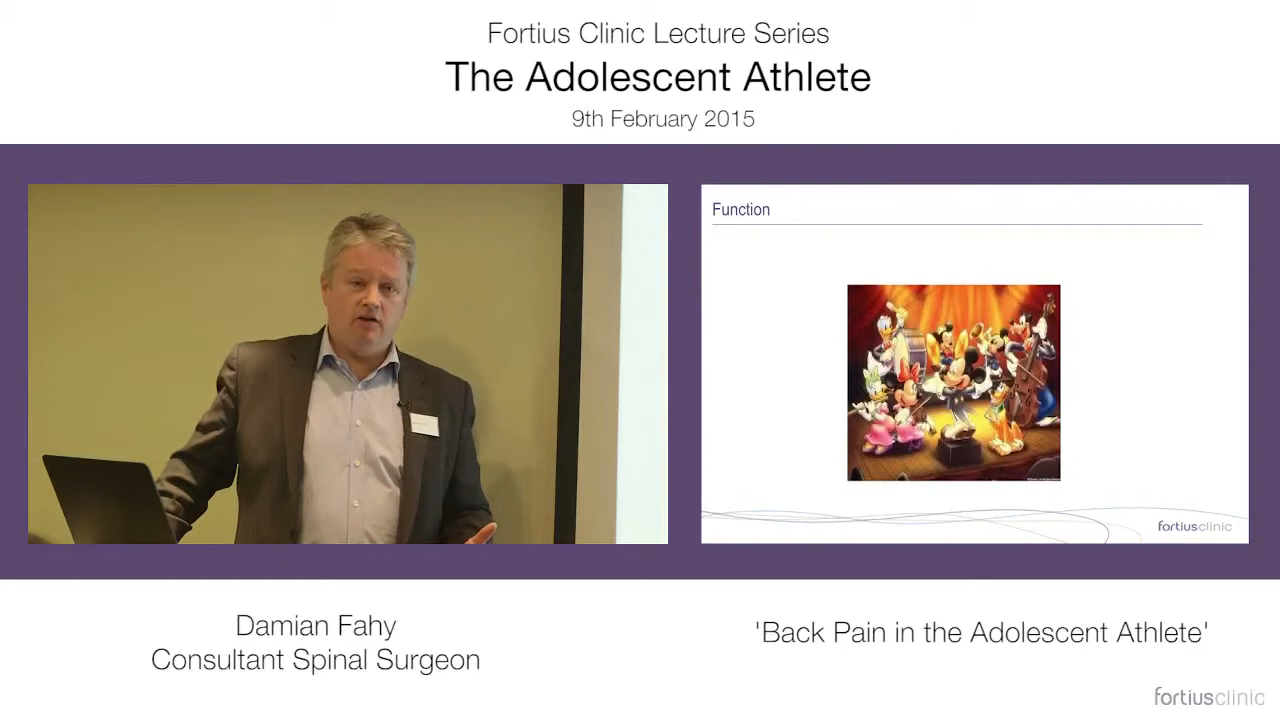 Fortius Clinic Lecture Series
The Adolescent Athlete
9th February 2015
Function
fortiusclinic
Damian Fahy
Consultant Spinal Surgeon
'Back Pain in the Adolescent Athlete'
fortiusclinic